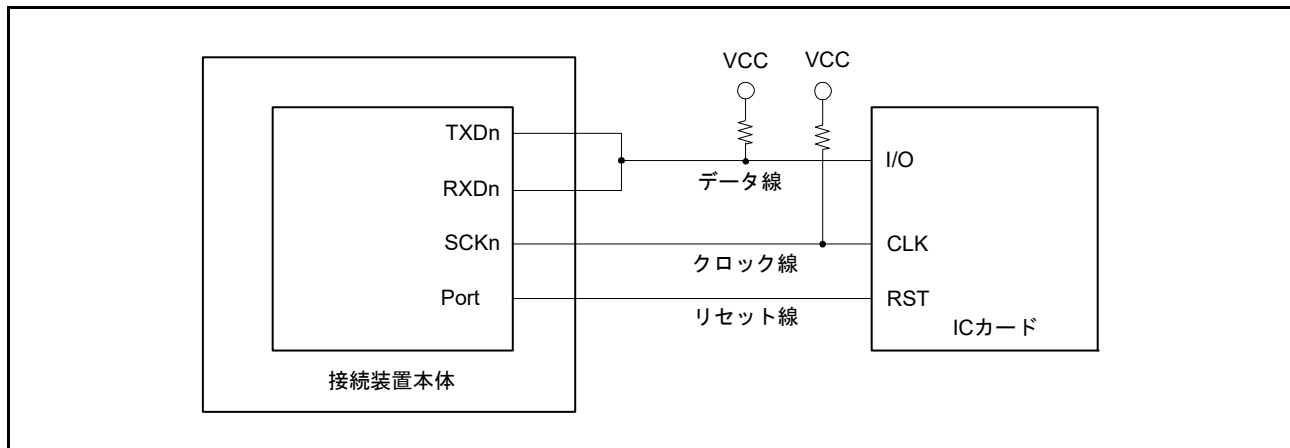 VCC VCC
TXDn
RXDn
SCKn
Port
データ線
クロック線
リセット線
I/O
CLK
RST
ICカード
接続装置本体